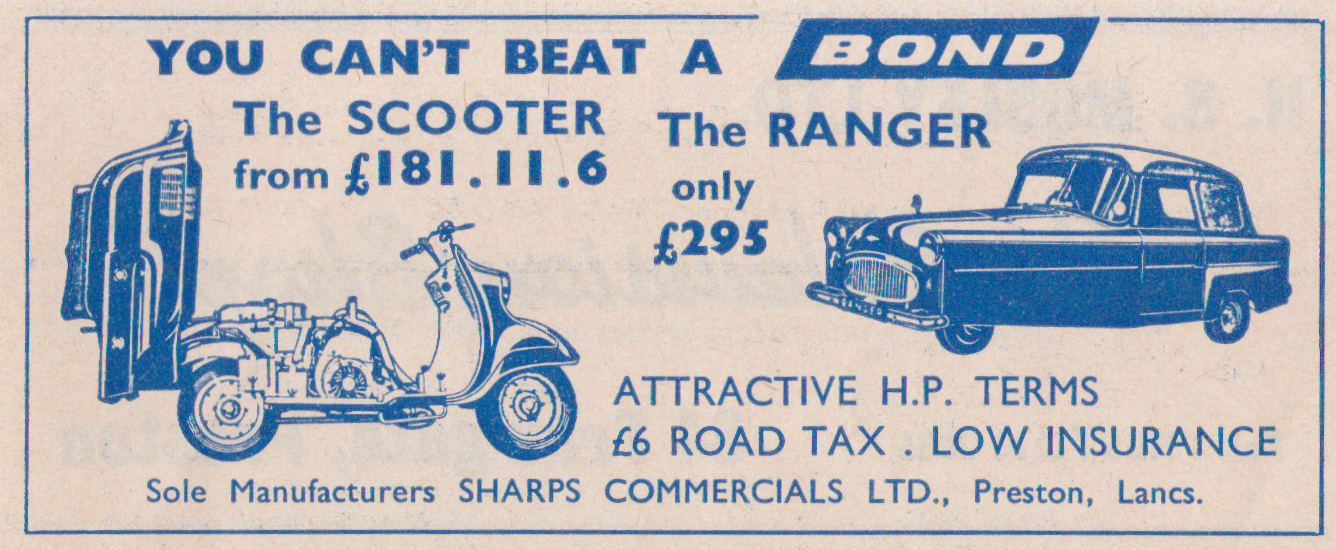 YOU CAN'T BEAT A BOND
The SCOOTER
from £181.11.6
The RANGER
only
£295
RANGER
ATTRACTIVE H.P. TERMS
£6 ROAD TAX . LOW INSURANCE
Sole Manufacturers SHARPS COMMERCIALS LTD., Preston, Lancs.